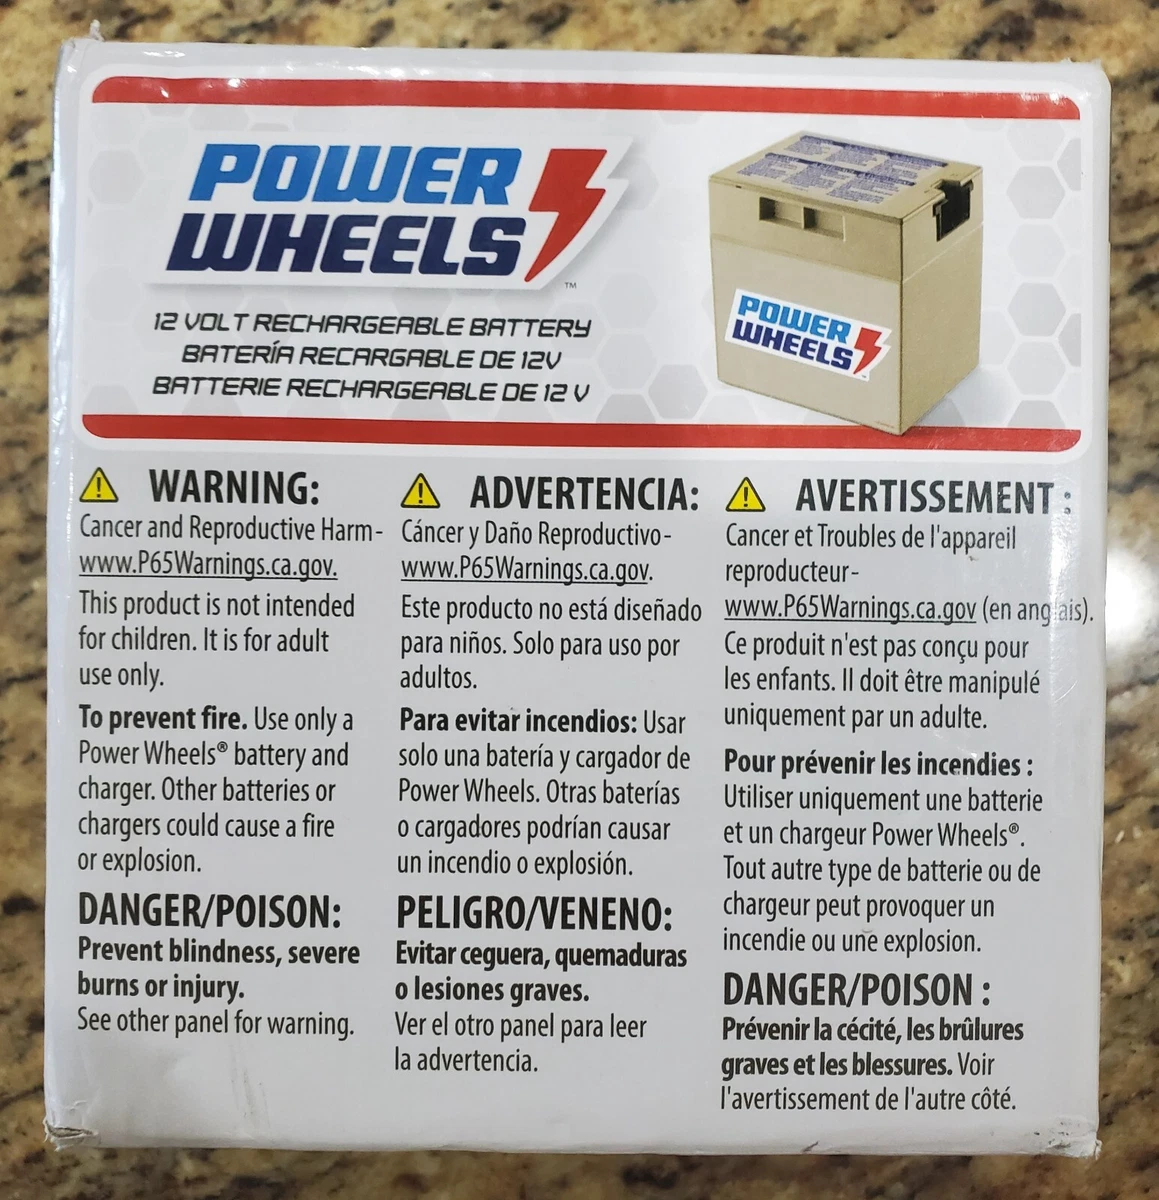 POWER
WHEELS
TM
12 VOLT RECHARGEABLE BATTERY
BATERÍA RECARGABLE DE 12V
BATTERIE RECHARGEABLE DE 12 V
POWER
WHEELS
WARNING:
Cancer and Reproductive Harm-
www.P65Warnings.ca.gov.
This product is not intended
for children. It is for adult
use only.
To prevent fire. Use only a
Power Wheels® battery and
charger. Other batteries or
chargers could cause a fire
or explosion.
DANGER/POISON:
Prevent blindness, severe
burns or injury.
See other panel for warning.
ADVERTENCIA:
Cáncer y Daño Reproductivo-
www.P65Warnings.ca.gov.
Este producto no está diseñado
para niños. Solo para uso por
adultos.
Para evitar incendios: Usar
solo una batería y cargador de
Power Wheels. Otras baterías
o cargadores podrían causar
un incendio o explosión.
PELIGRO/VENENO:
Evitar ceguera, quemaduras
o lesiones graves.
Ver el otro panel para leer
la advertencia.
AVERTISSEMENT :
Cancer et Troubles de l'appareil
reproducteur-
www.P65Warnings.ca.gov (en anglais).
Ce produit n'est pas conçu pour
les enfants. Il doit être manipulé
uniquement par un adulte.
Pour prévenir les incendies :
Utiliser uniquement une batterie
et un chargeur Power Wheels®.
Tout autre type de batterie ou de
chargeur peut provoquer un
incendie ou une explosion.
DANGER/POISON :
Prévenir la cécité, les brûlures
graves et les blessures. Voir
l'avertissement de l'autre côté.